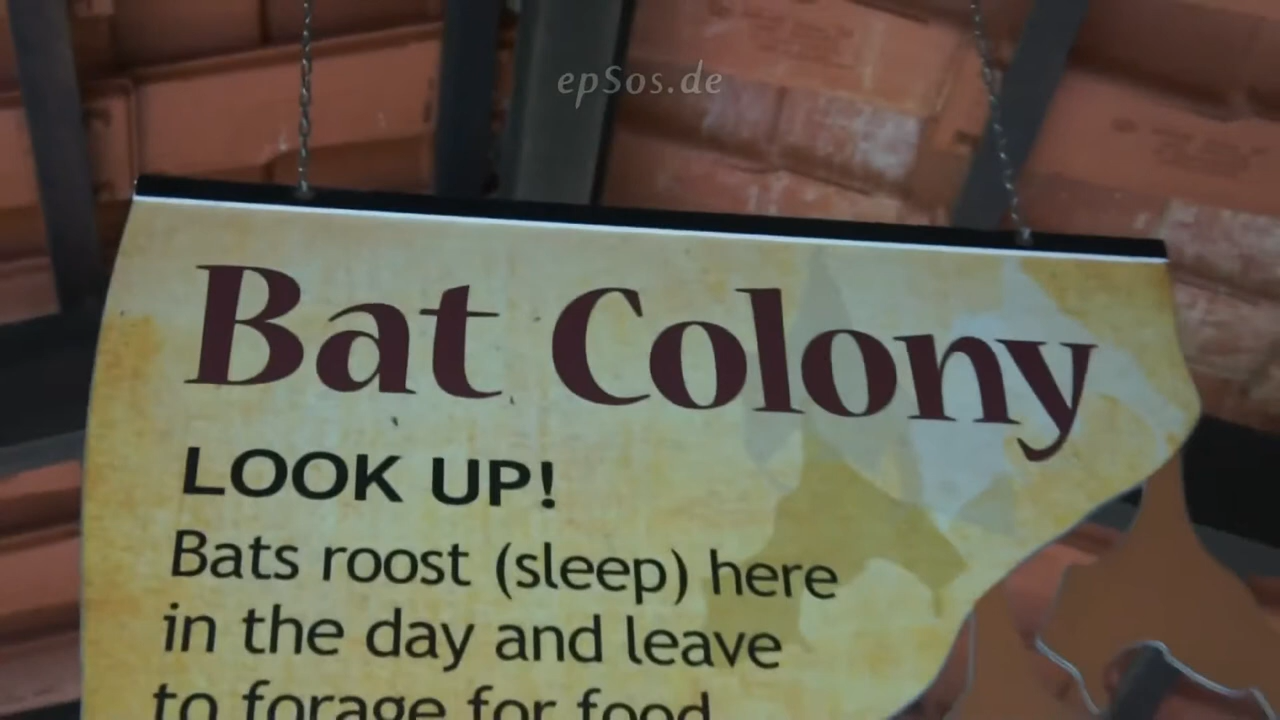 epSos.de
Bat Colony
LOOK UP!
Bats roost (sleep) here
in the day and leave
to forage for food